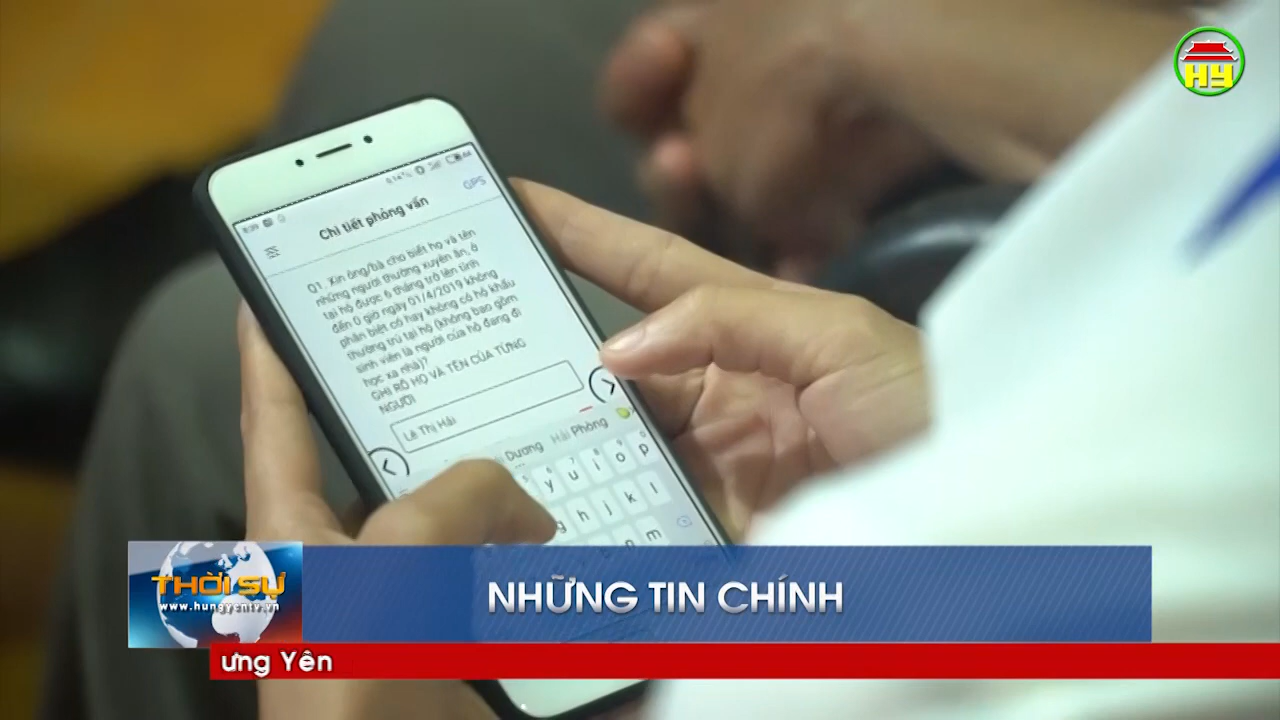 HY
8:39
Chi tiết phỏng vấn
GPS
Q1. Xin ông/bà cho biết họ và tên
những người thường xuyên ăn, ở
tại hộ được 6 tháng trở lên tính
đến 0 giờ ngày 01/4/2019 không
phân biệt có hay không có hộ khẩu
thường trú tại hộ (không bao gồm
sinh viên là người của hộ đang đi
học xa nhà)?
GHI RÕ HỌ VÀ TÊN CỦA TỪNG
NGƯỜI
Lê Thị Hải
Dương Hải Phòng
y u i o p
g h j k l
m
THỜI SỰ
www.hungyentv.vn
NHỮNG TIN CHÍNH
ưng Yên